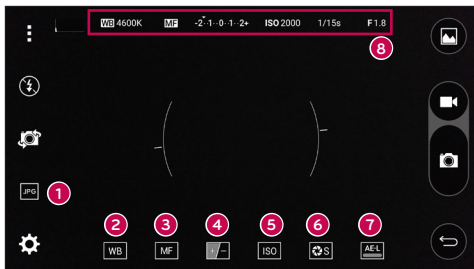 WB 4600K MF -2··1··0··1··2+ ISO 2000 1/15s F1.8
8
JPG 1
2 3 4 5 6 7
WB MF +/- ISO S AE-L